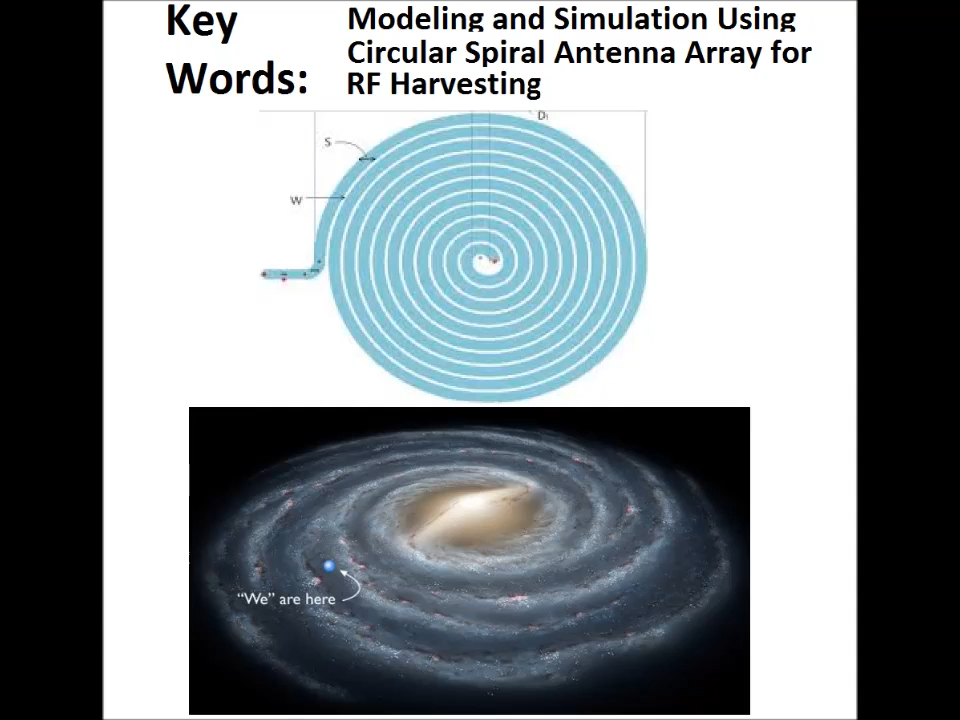 Key
Words:
Modeling and Simulation Using
Circular Spiral Antenna Array for
RF Harvesting
D
S
W
"We" are here